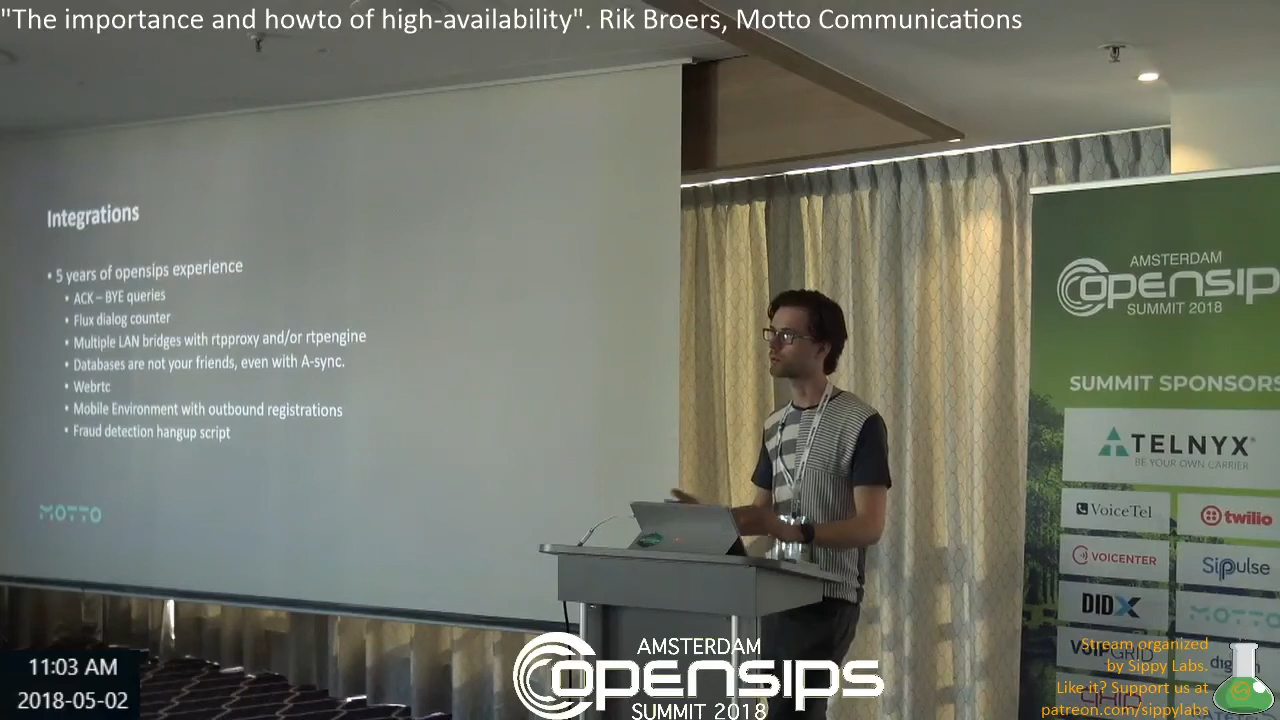 "The importance and howto of high-availability". Rik Broers, Motto Communications
Integrations
• 5 years of opensips experience
• ACK – BYE queries
• Flux dialog counter
• Multiple LAN bridges with rtpproxy and/or rtpengine
• Databases are not your friends, even with A-sync.
• Webrtc
• Mobile Environment with outbound registrations
• Fraud detection hangup script
MOTTO
AMSTERDAM
OPENSIP
SUMMIT 2018
SUMMIT SPONSORS
TELNYX
BE YOUR OWN CARRIER
VoiceTel
twilio
VOICENTER
Sipulse
DIDX
MOTTO
AMSTERDAM
OPENSIPS
SUMMIT 2018
11:03 AM
2018-05-02
Stream organized
by Sippy Labs.
Like it? Support us at
patreon.com/sippylabs